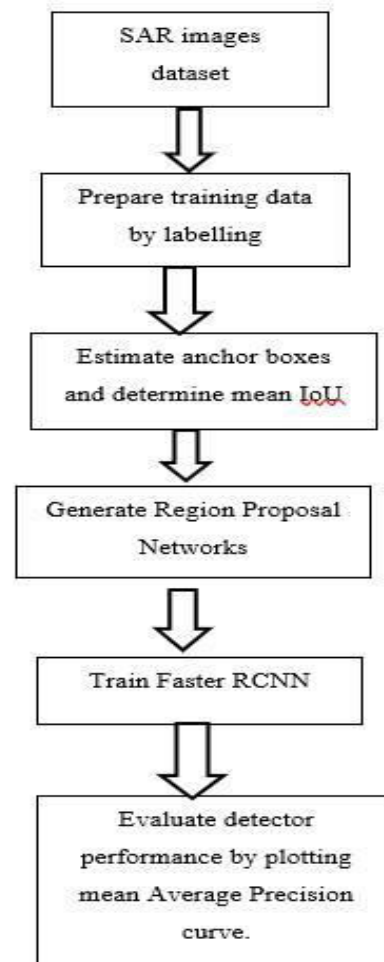 SAR images
dataset
Prepare training data
by labelling
Estimate anchor boxes
and determine mean IoU
Generate Region Proposal
Networks
Train Faster RCNN
Evaluate detector
performance by plotting
mean Average Precision
curve.